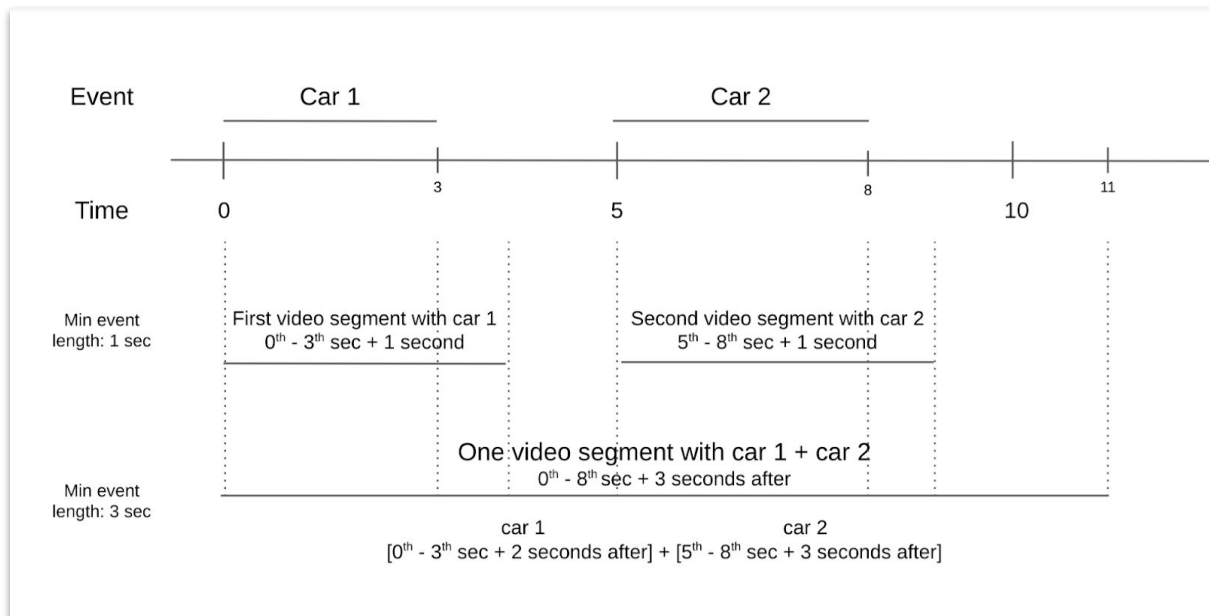 Event
Car 1
Car 2
3
8
11
Time
0
5
10
Min event
length: 1 sec
First video segment with car 1
0th - 3th sec + 1 second
Second video segment with car 2
5th - 8th sec + 1 second
One video segment with car 1 + car 2
0th - 8th sec + 3 seconds after
Min event
length: 3 sec
car 1
car 2
[0th - 3th sec + 2 seconds after] + [5th - 8th sec + 3 seconds after]